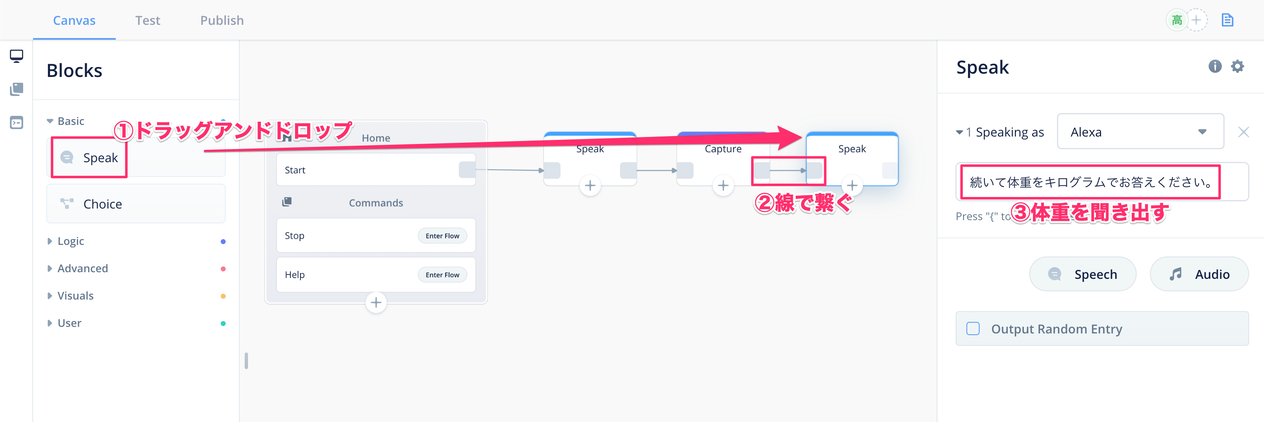 Canvas Test Publish 高
Blocks
Basic
Speak
Choice
Logic
Advanced
Visuals
User
①ドラッグアンドドロップ
Home
Start
Commands
Stop Enter Flow
Help Enter Flow
Speak
Capture
Speak
②線で繋ぐ
Speak
1 Speaking as Alexa
続いて体重をキログラムでお答えください。
Press "{" to
③体重を聞き出す
Speech Audio
Output Random Entry